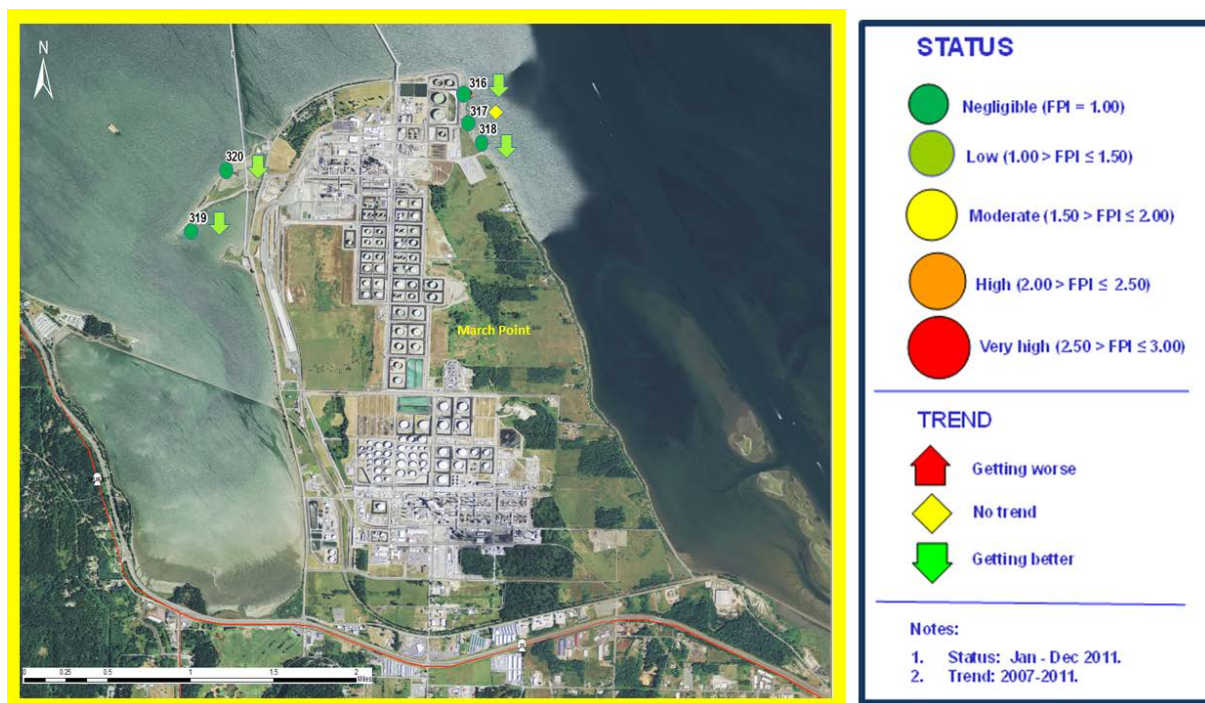 N
316
317
318
320
319
March Point
0 0.25 0.5 1 1.5 2
Miles
STATUS
Negligible (FPI = 1.00)
Low (1.00 > FPI ≤ 1.50)
Moderate (1.50 > FPI ≤ 2.00)
High (2.00 > FPI ≤ 2.50)
Very high (2.50 > FPI ≤ 3.00)
TREND
Getting worse
No trend
Getting better
Notes:
1. Status: Jan - Dec 2011.
2. Trend: 2007-2011.